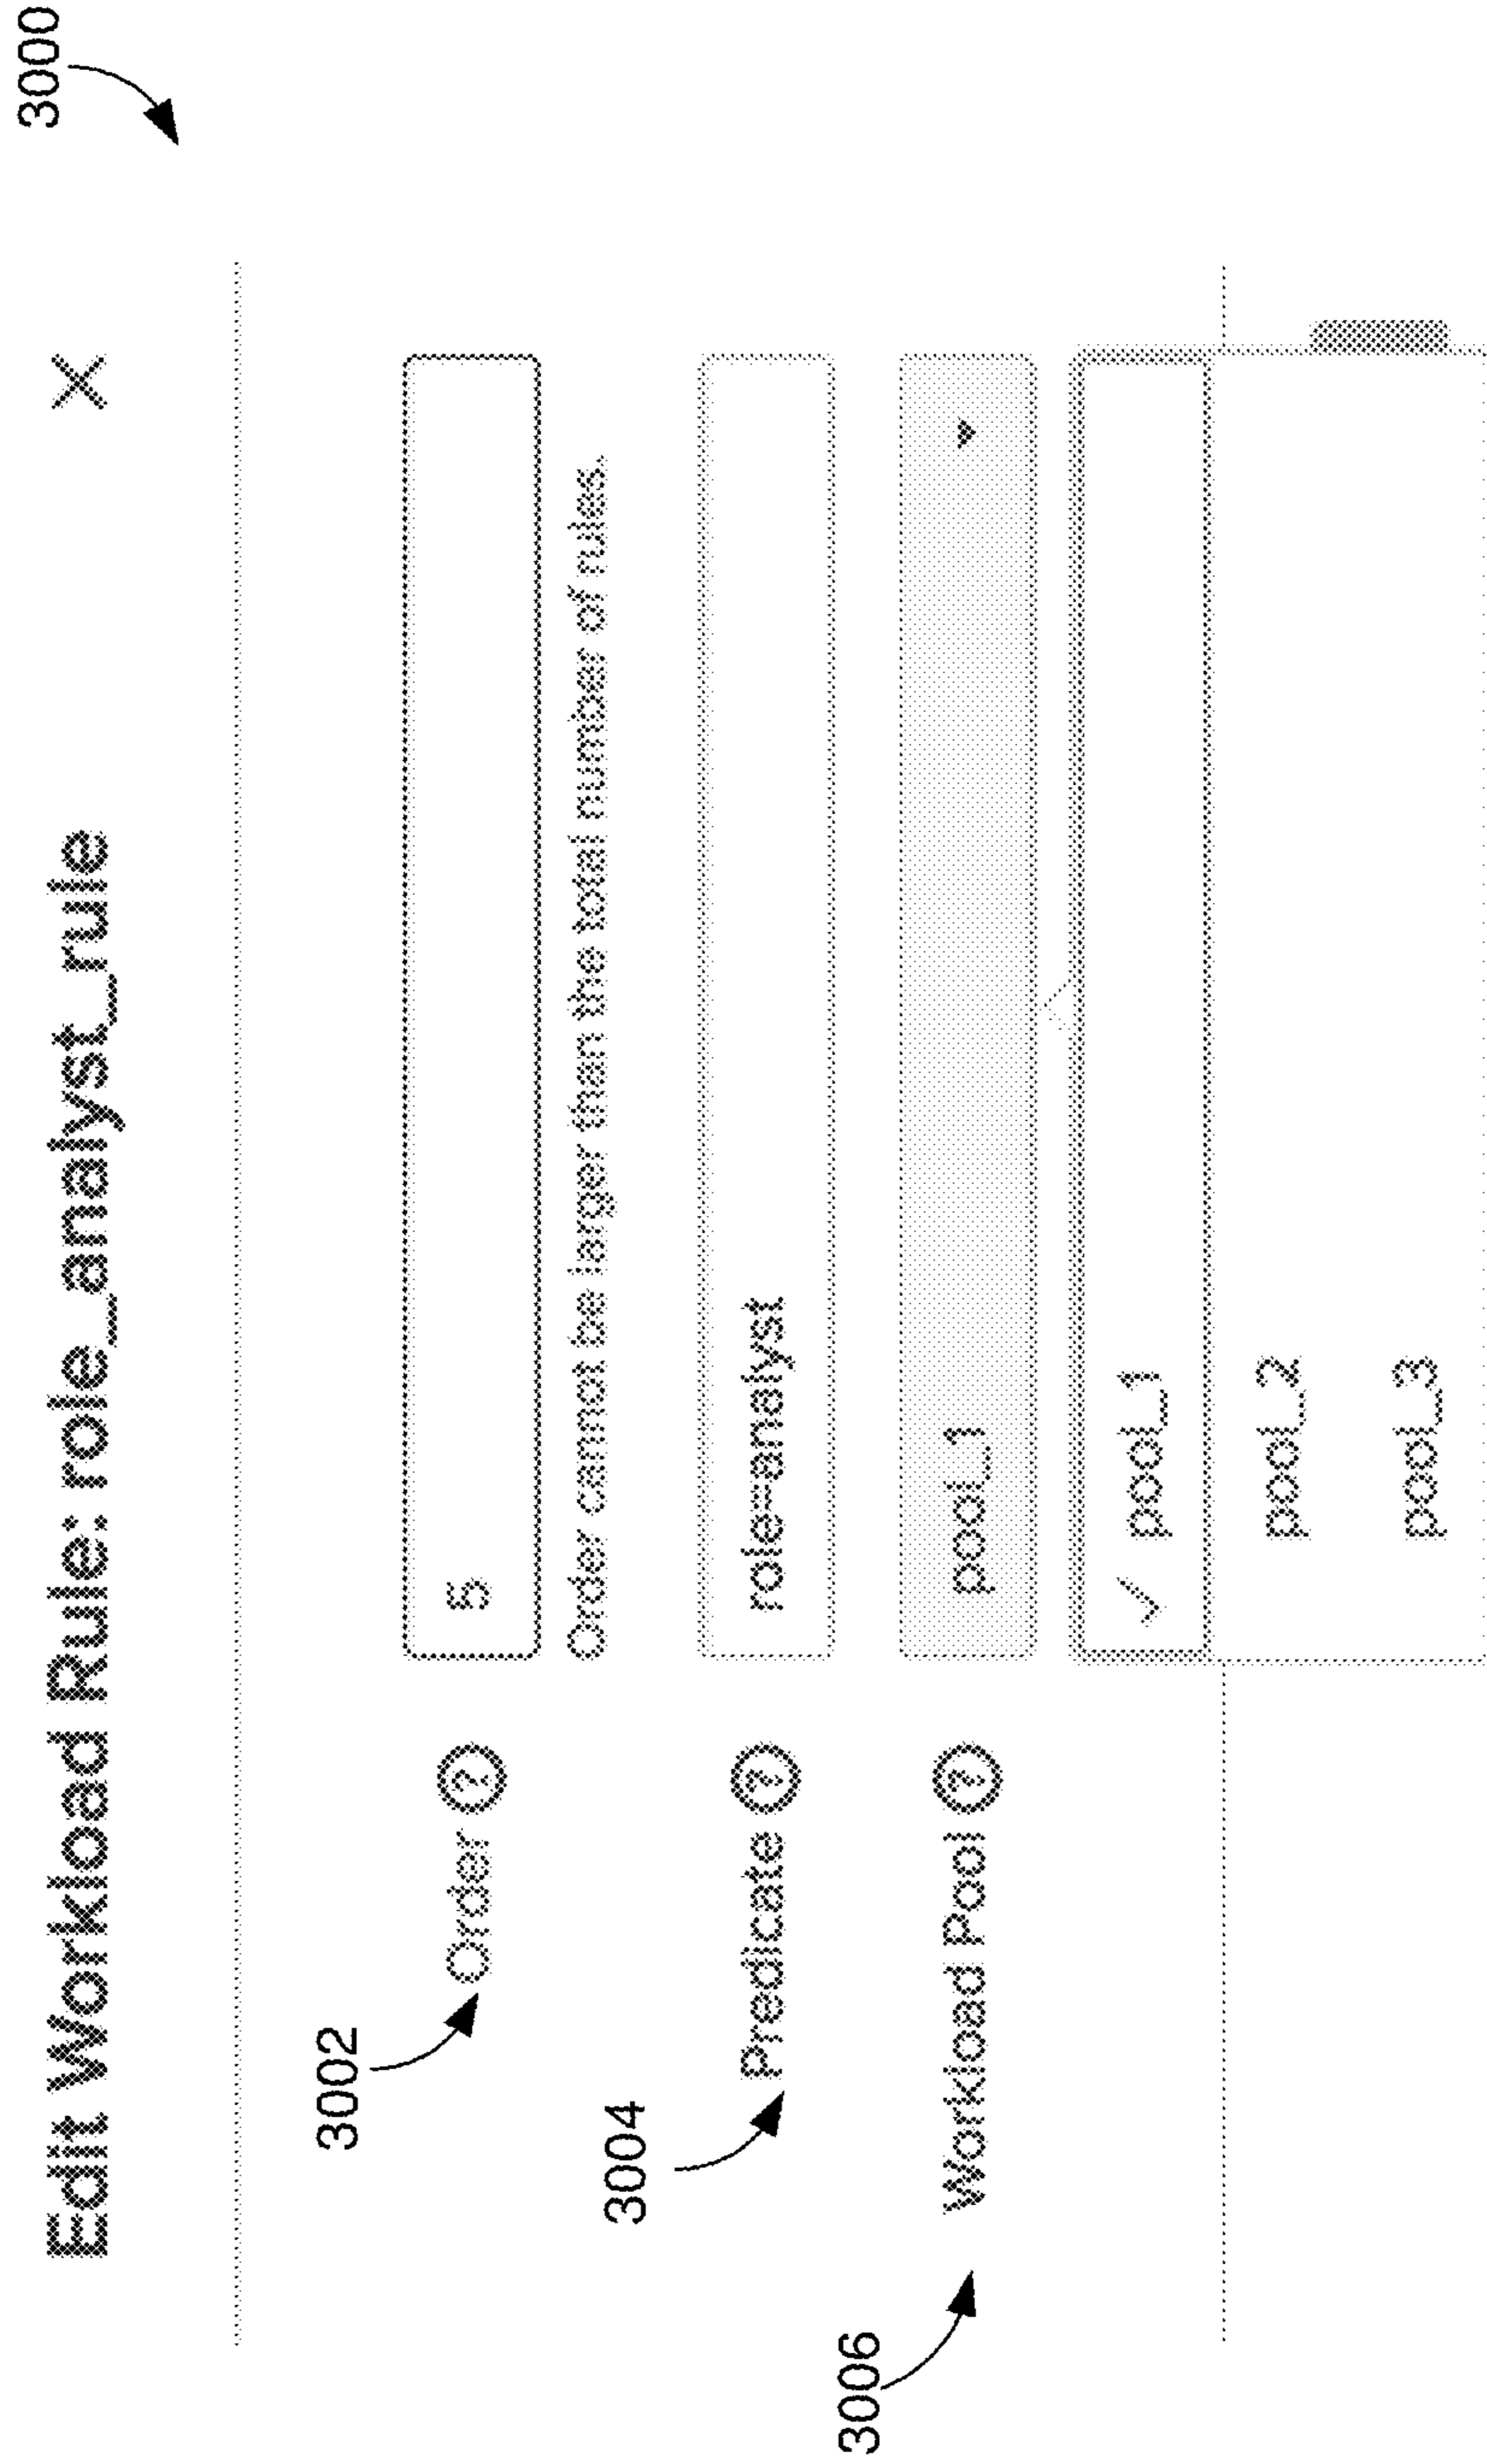 3000
Edit Workload Rule: role_analyst_rule X
3002
Order ? 5
Order cannot be larger than the total number of rules.
3004
Predicate ? role=analyst
3006
Workload Pool ? pool_1
✓ pool_1
pool_2
pool_3